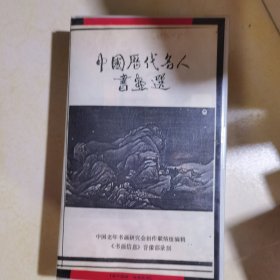 中國歷代名人
書畫選
中国老年书画研究会创作联络组编辑
《书画信息》音像部录制